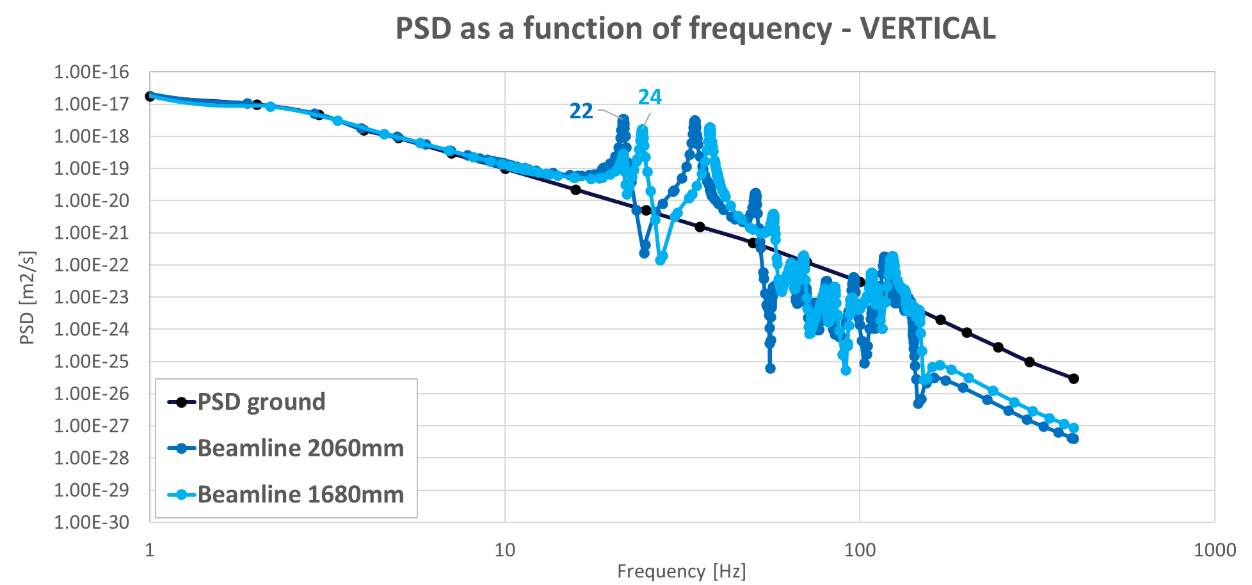 PSD as a function of frequency - VERTICAL
1.00E-16
1.00E-17
1.00E-18
1.00E-19
1.00E-20
1.00E-21
1.00E-22
1.00E-23
1.00E-24
1.00E-25
1.00E-26
1.00E-27
1.00E-28
1.00E-29
1.00E-30
PSD [m2/s]
22
24
PSD ground
Beamline 2060mm
Beamline 1680mm
1
10
100
1000
Frequency [Hz]